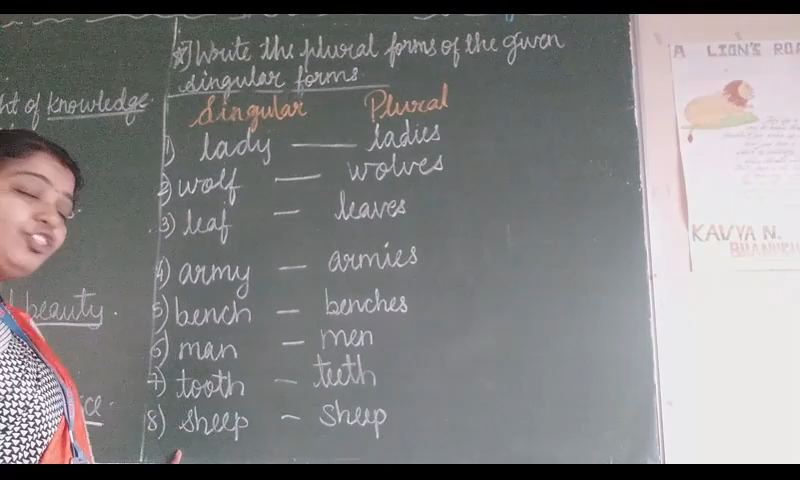 ht of knowledge
beauty.
ce.
*] Write the plural forms of the given
singular forms.
Singular Plural
1) lady — ladies
2) wolf — wolves
3) leaf — leaves
4) army — armies
5) bench — benches
6) man — men
7) tooth — teeth
8) sheep — sheep
A LION'S ROA
KAVYA N.